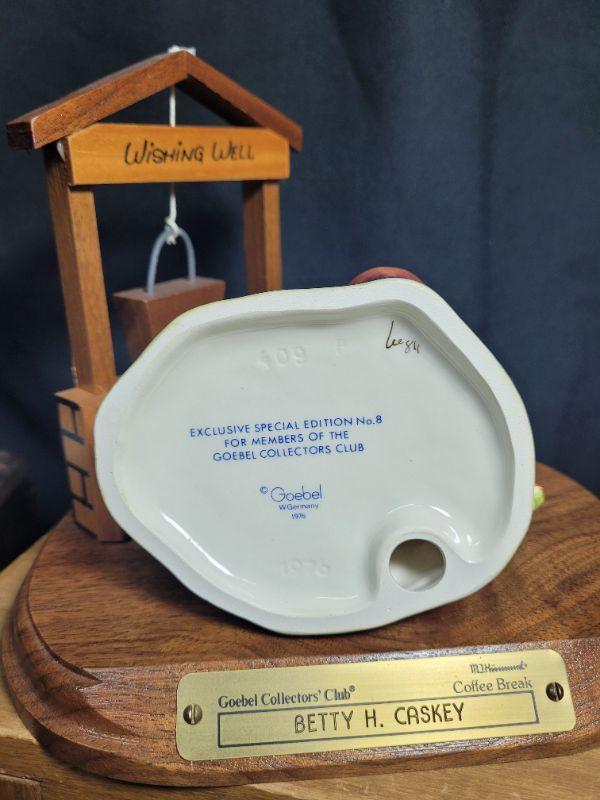 WISHING WELL
409 P
EXCLUSIVE SPECIAL EDITION No.8
FOR MEMBERS OF THE
GOEBEL COLLECTORS CLUB
© Goebel
W Germany
1976
1976
M.J. Hummel
Goebel Collectors' Club®
Coffee Break
BETTY H. CASKEY